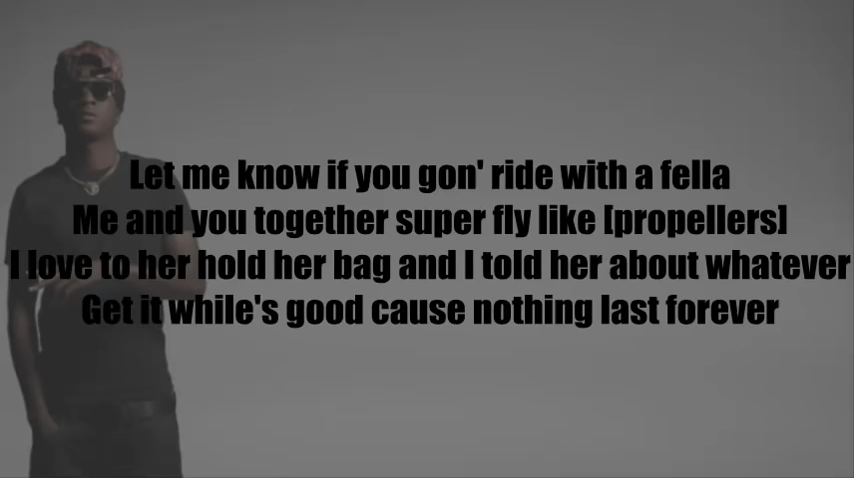 Let me know if you gon' ride with a fella
Me and you together super fly like [propellers]
I love to her hold her bag and I told her about whatever
Get it while's good cause nothing last forever